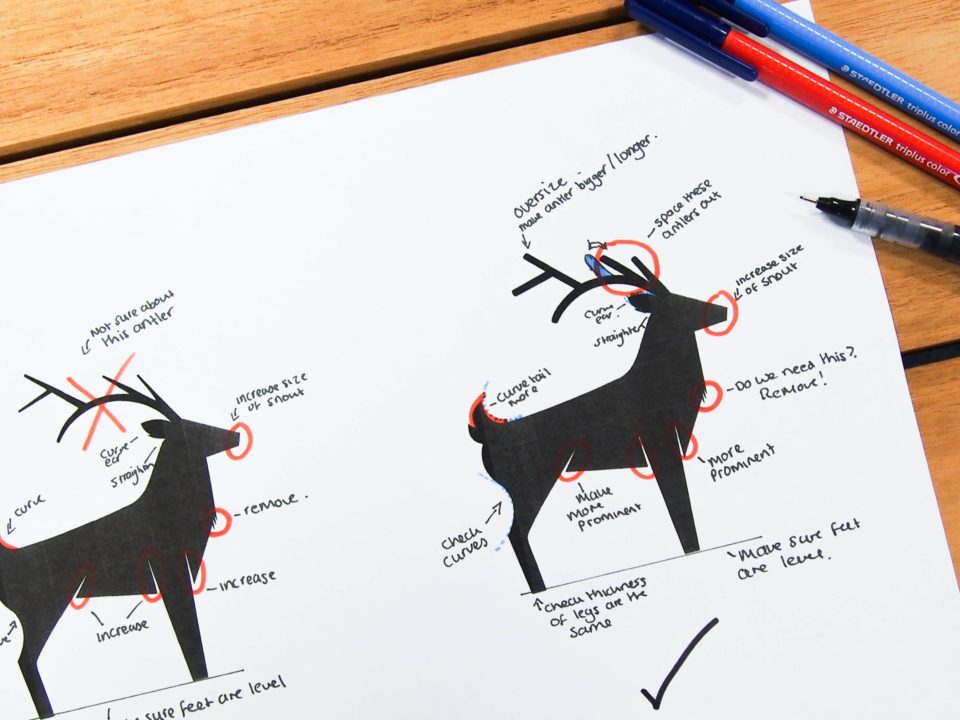 STAEDTLER triplus color
STAEDTLER triplus color
oversize -
make antler bigger/longer.
space these
antlers out
increase size
of snout
curve
ear.
straighten
curve tail
more
Do we need this?
Remove!
more
prominent
make
more
prominent
check
curves
make sure feet
are level.
check thickness
of legs are the
same
Not sure about
this antler
increase size
of snout
curve
ear
straighten
curve
remove.
increase
increase
sure feet are level